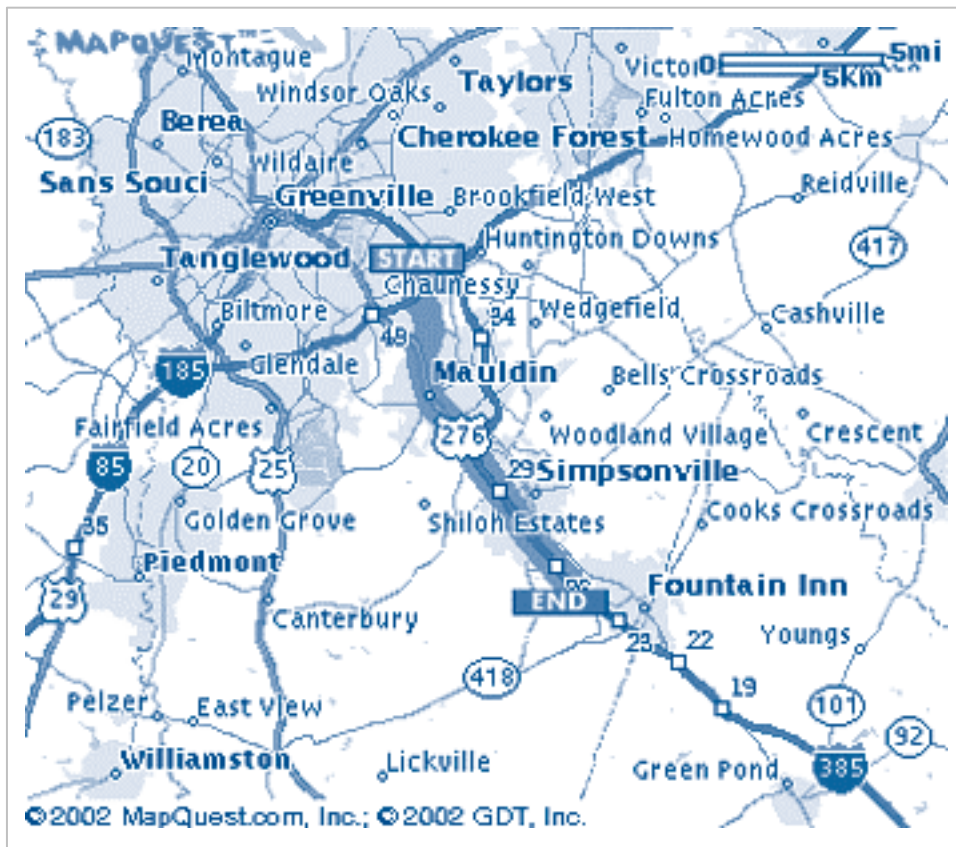 MAPQUEST™
Montague
Taylors
0
5mi
5Km
Windsor Oaks
Fulton Acres
Berea
183
Cherokee Forest
Homewood Acres
Wildaire
Sans Souci
Greenville
Brookfield West
Reidville
Huntington Downs
417
Tanglewood
START
Chaunessy
Biltmore
Wedgefield
Cashville
48
34
Glendale
185
Mauldin
Bells Crossroads
Fairfield Acres
276
Woodland Village
Crescent
85
20
25
29
Simpsonville
Golden Grove
Shiloh Estates
Cooks Crossroads
35
Piedmont
Fountain Inn
29
END
Canterbury
23
22
Youngs
418
19
Pelzer
East View
101
92
Williamston
Lickville
Green Pond
385
©2002 MapQuest.com, Inc.; ©2002 GDT, Inc.